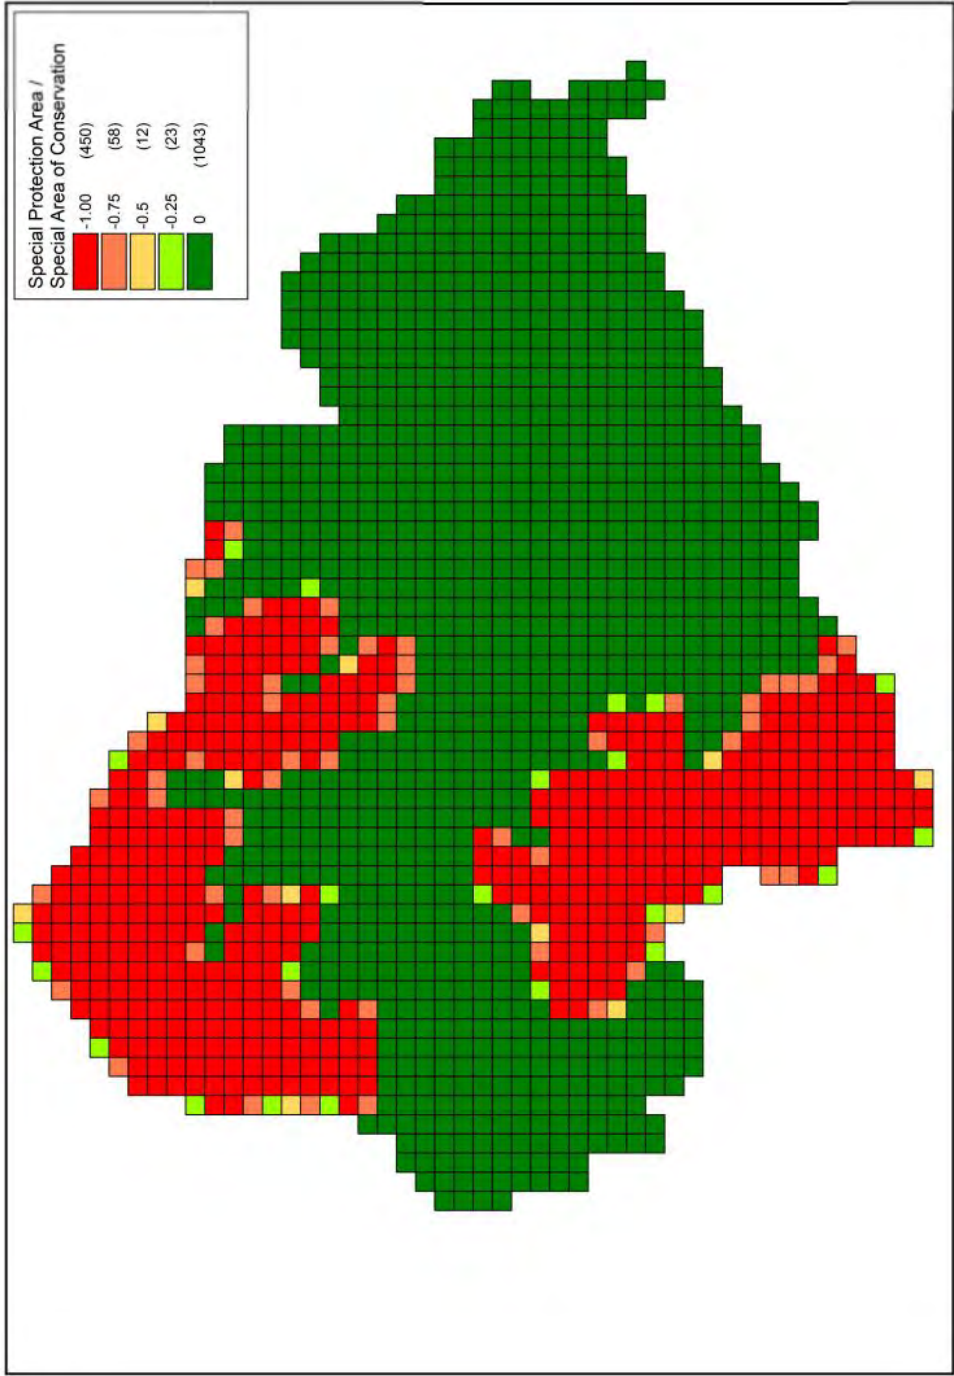 Special Protection Area /
Special Area of Conservation
-1.00 (450)
-0.75 (58)
-0.5 (12)
-0.25 (23)
0 (1043)